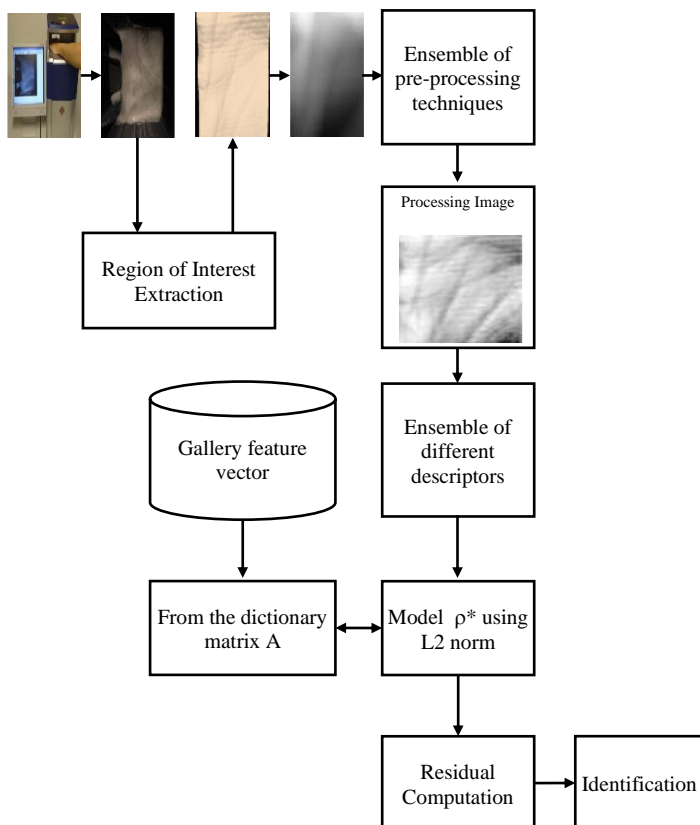 Ensemble of
pre-processing
techniques
Processing Image
Region of Interest
Extraction
Gallery feature
vector
Ensemble of
different
descriptors
From the dictionary
matrix A
Model ρ* using
L2 norm
Residual
Computation
Identification